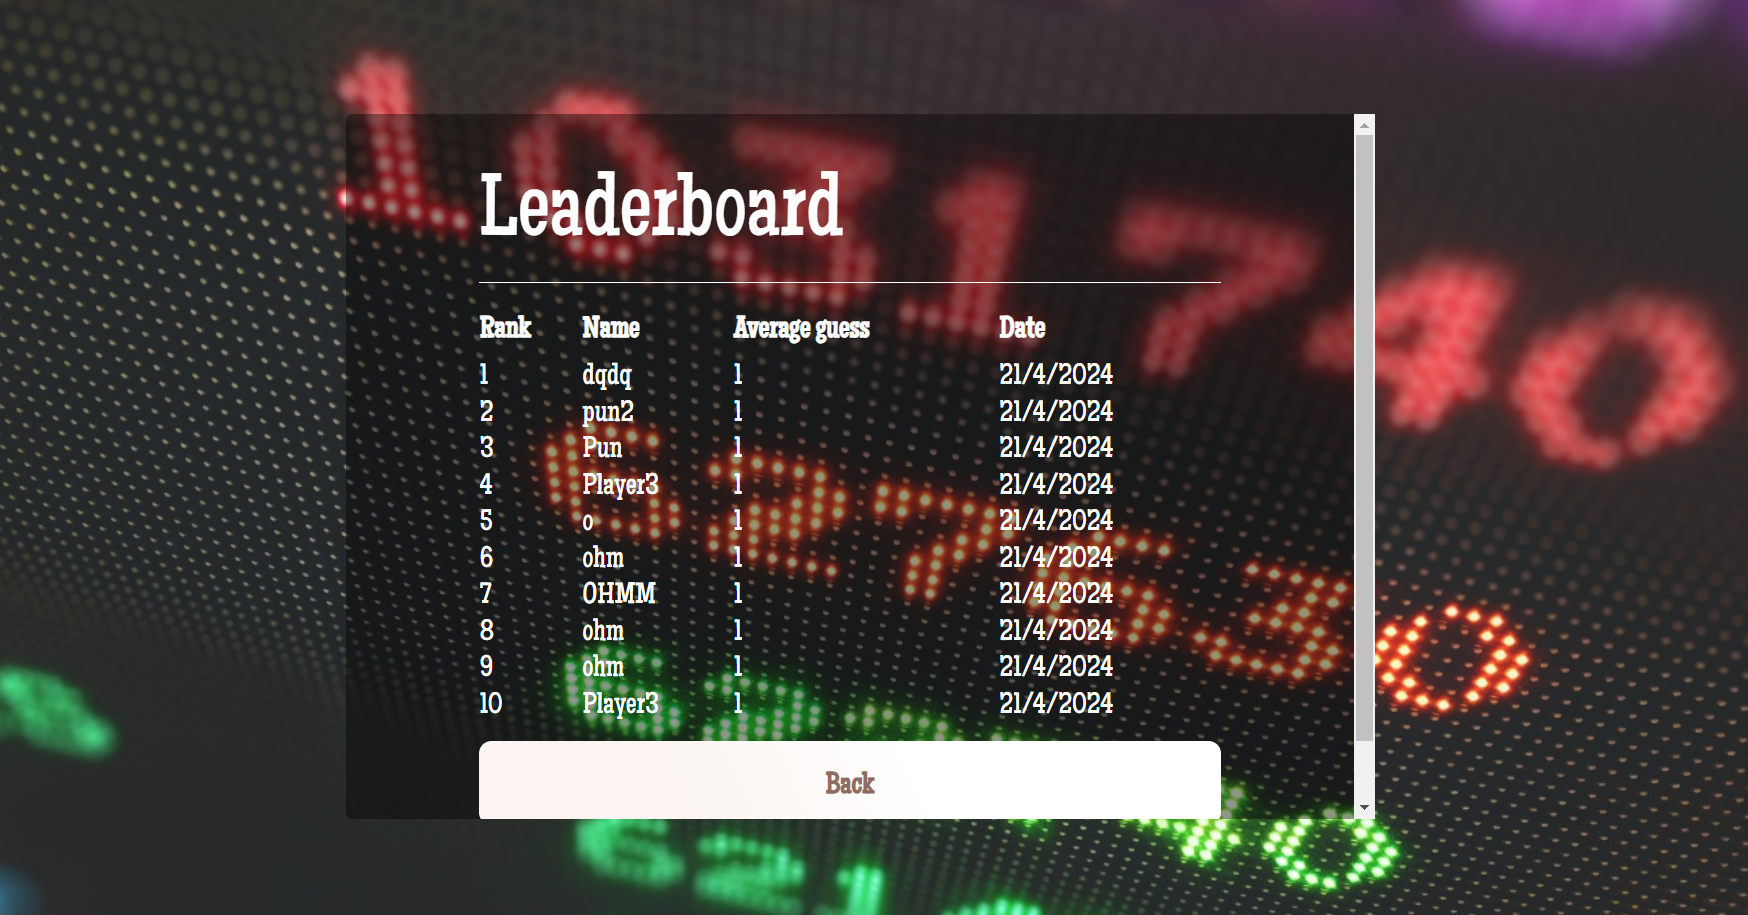 103174
0
Leaderboard
Rank Name Average guess Date
1 dqdq 1 21/4/2024
2 pun2 1 21/4/2024
3 Pun 1 21/4/2024
4 Player3 1 21/4/2024
5 o 1 21/4/2024
6 ohm 1 21/4/2024
7 OHMM 1 21/4/2024
8 ohm 1 21/4/2024
9 ohm 1 21/4/2024
10 Player3 1 21/4/2024
Back